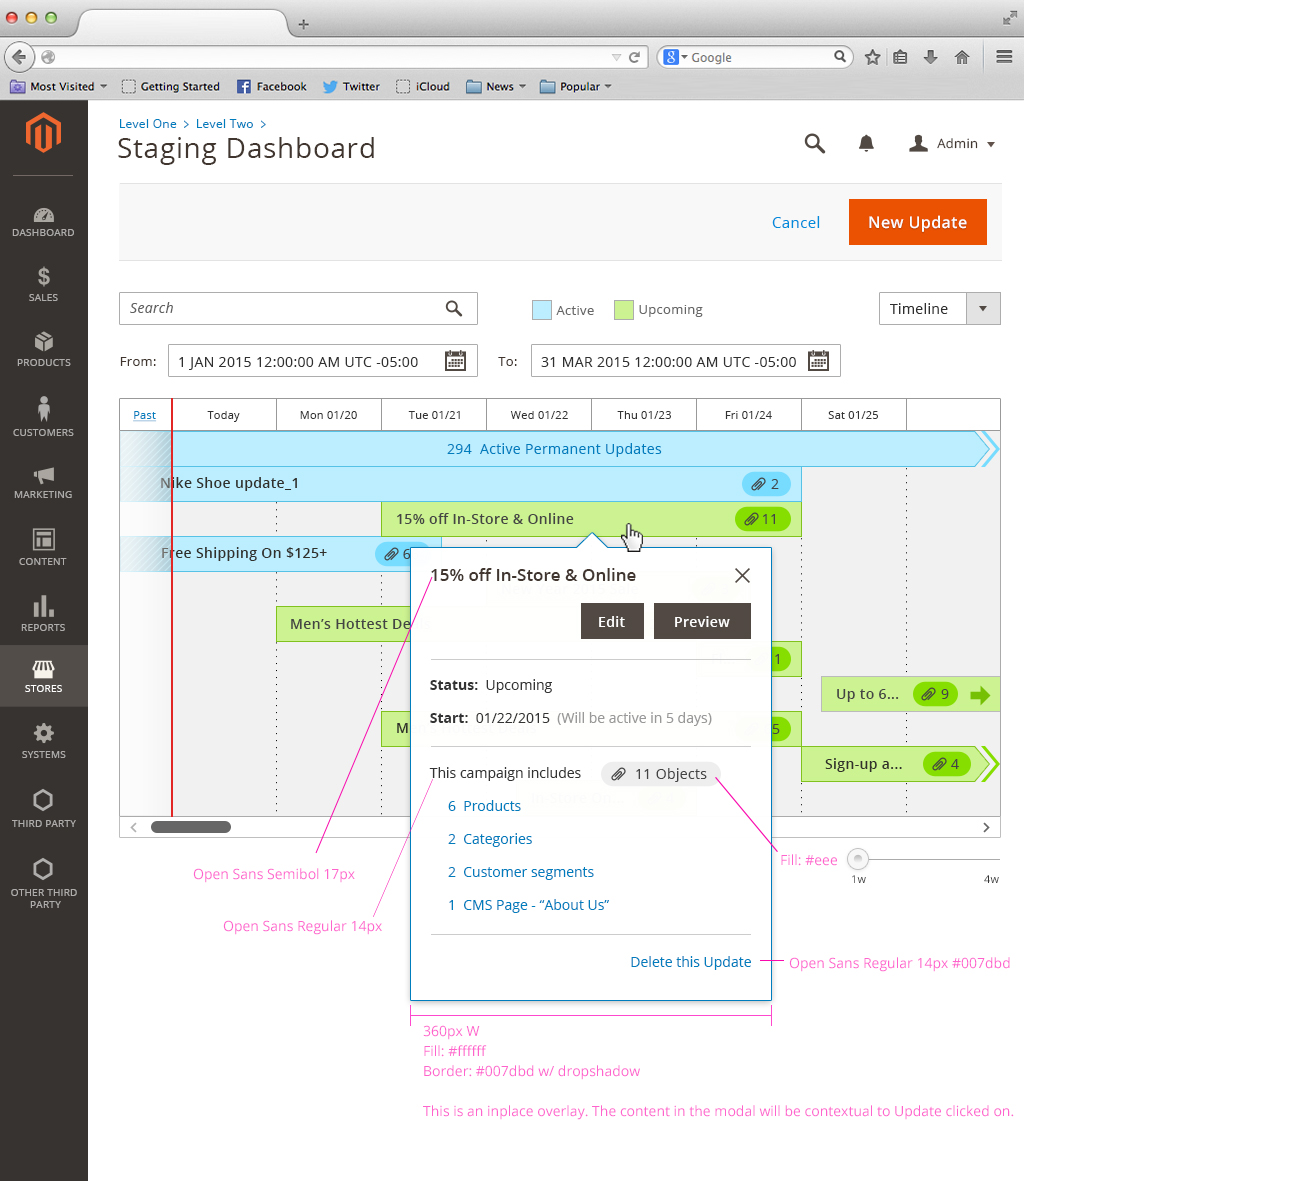 Google
Most Visited
Getting Started
Facebook
Twitter
iCloud
News
Popular
Level One > Level Two >
Staging Dashboard
Admin
DASHBOARD
SALES
PRODUCTS
CUSTOMERS
MARKETING
CONTENT
REPORTS
STORES
SYSTEMS
THIRD PARTY
OTHER THIRD
PARTY
Cancel
New Update
Search
Active
Upcoming
Timeline
From: 1 JAN 2015 12:00:00 AM UTC -05:00
To: 31 MAR 2015 12:00:00 AM UTC -05:00
Past Today Mon 01/20 Tue 01/21 Wed 01/22 Thu 01/23 Fri 01/24 Sat 01/25
294 Active Permanent Updates
Nike Shoe update_1 2
15% off In-Store & Online 11
Free Shipping On $125+ 6
Men’s Hottest De
1
Up to 6... 9
M
5
Sign-up a... 4
15% off In-Store & Online
Edit
Preview
Status: Upcoming
Start: 01/22/2015 (Will be active in 5 days)
This campaign includes 11 Objects
6 Products
2 Categories
2 Customer segments
1 CMS Page - “About Us”
Delete this Update
1w
4w
Open Sans Semibol 17px
Open Sans Regular 14px
Fill: #eee
Open Sans Regular 14px #007dbd
360px W
Fill: #ffffff
Border: #007dbd w/ dropshadow
This is an inplace overlay. The content in the modal will be contextual to Update clicked on.